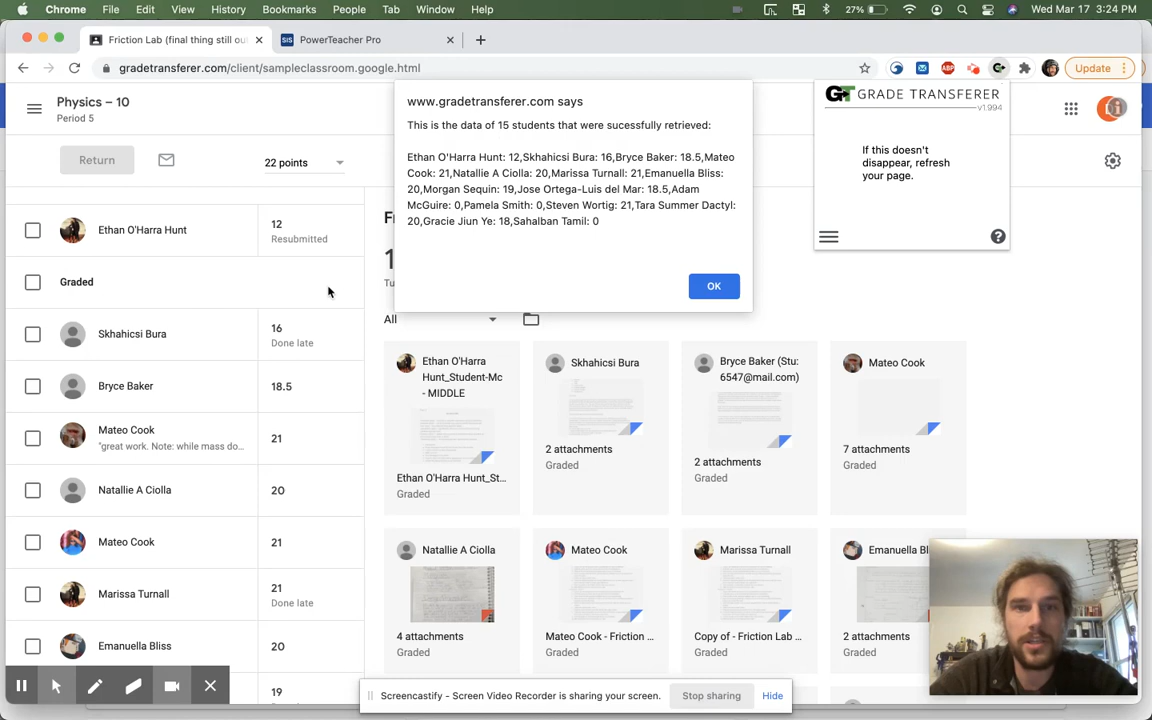 Chrome File Edit View History Bookmarks People Tab Window Help
27% Wed Mar 17 3:24 PM
Friction Lab (final thing still ou
SiS PowerTeacher Pro
gradetransferer.com/client/sampleclassroom.google.html
ABP
Update
Physics – 10
Period 5
Return
22 points
www.gradetransferer.com says
This is the data of 15 students that were sucessfully retrieved:
Ethan O'Harra Hunt: 12,Skhahicsi Bura: 16,Bryce Baker: 18.5,Mateo
Cook: 21,Natallie A Ciolla: 20,Marissa Turnall: 21,Emanuella Bliss:
20,Morgan Sequin: 19,Jose Ortega-Luis del Mar: 18.5,Adam
McGuire: 0,Pamela Smith: 0,Steven Wortig: 21,Tara Summer Dactyl:
20,Gracie Jiun Ye: 18,Sahalban Tamil: 0
OK
GT GRADE TRANSFERER
v1.994
If this doesn't
disappear, refresh
your page.
Ethan O'Harra Hunt
12
Resubmitted
Graded
Skhahicsi Bura
16
Done late
Bryce Baker
18.5
Mateo Cook
"great work. Note: while mass do...
21
Natallie A Ciolla
20
Mateo Cook
21
Marissa Turnall
21
Done late
Emanuella Bliss
20
19
Fr
1
Tu
All
Ethan O'Harra
Hunt_Student-Mc
- MIDDLE
Ethan O'Harra Hunt_St...
Graded
Skhahicsi Bura
2 attachments
Graded
Bryce Baker (Stu:
6547@mail.com)
2 attachments
Graded
Mateo Cook
7 attachments
Graded
Natallie A Ciolla
4 attachments
Graded
Mateo Cook
Mateo Cook - Friction ...
Graded
Marissa Turnall
Copy of - Friction Lab ...
Graded
Emanuella Bl
2 attachments
Graded
Screencastify – Screen Video Recorder is sharing your screen.
Stop sharing
Hide